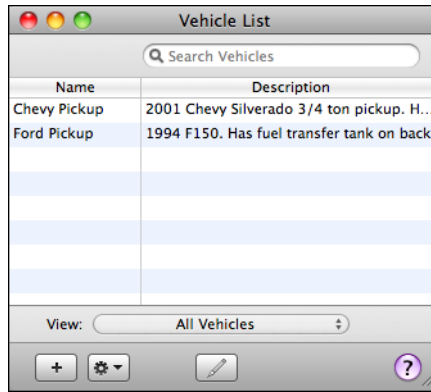 Vehicle List
Search Vehicles
Name Description
Chevy Pickup 2001 Chevy Silverado 3/4 ton pickup. H...
Ford Pickup 1994 F150. Has fuel transfer tank on back
View: All Vehicles
+ ?